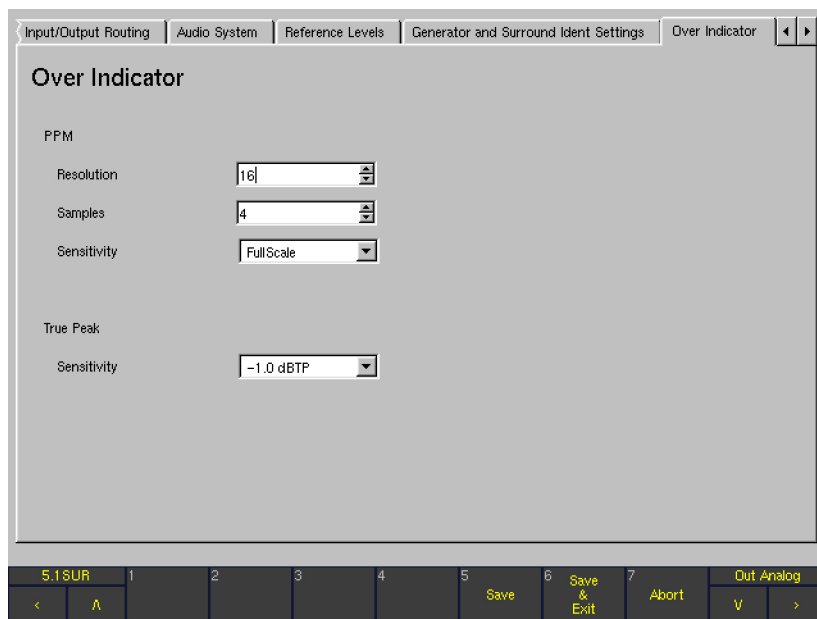 Input/Output Routing Audio System Reference Levels Generator and Surround Ident Settings Over Indicator
Over Indicator
PPM
Resolution 16
Samples 4
Sensitivity FullScale
True Peak
Sensitivity -1.0 dBTP
5.1SUR 1 2 3 4 5 Save 6 Save & Exit 7 Abort Out Analog
< Λ V >